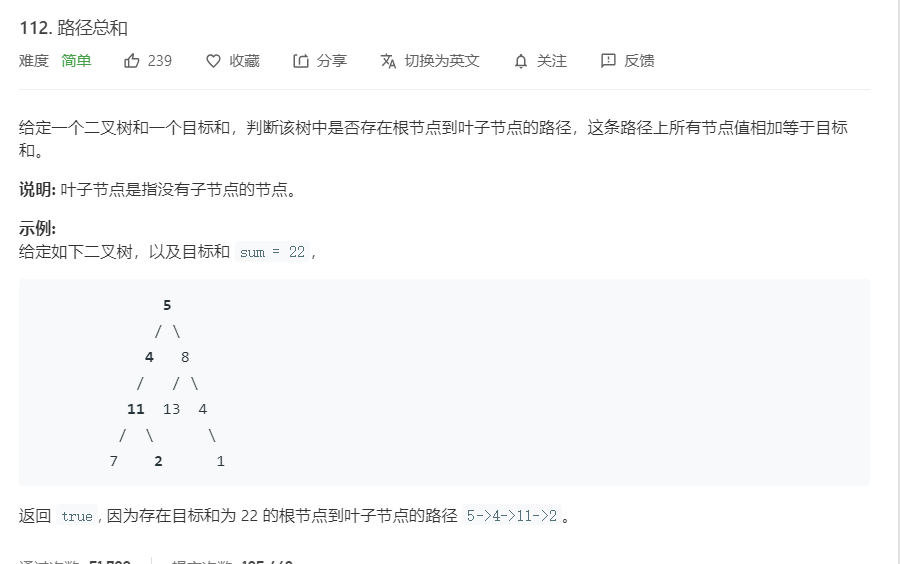 112. 路径总和
难度 简单 239 收藏 分享 切换为英文 关注 反馈
给定一个二叉树和一个目标和，判断该树中是否存在根节点到叶子节点的路径，这条路径上所有节点值相加等于目标
和。
说明: 叶子节点是指没有子节点的节点。
示例:
给定如下二叉树，以及目标和 sum = 22，
5
/ \
4 8
/ / \
11 13 4
/ \ \
7 2 1
返回 true, 因为存在目标和为 22 的根节点到叶子节点的路径 5->4->11->2。